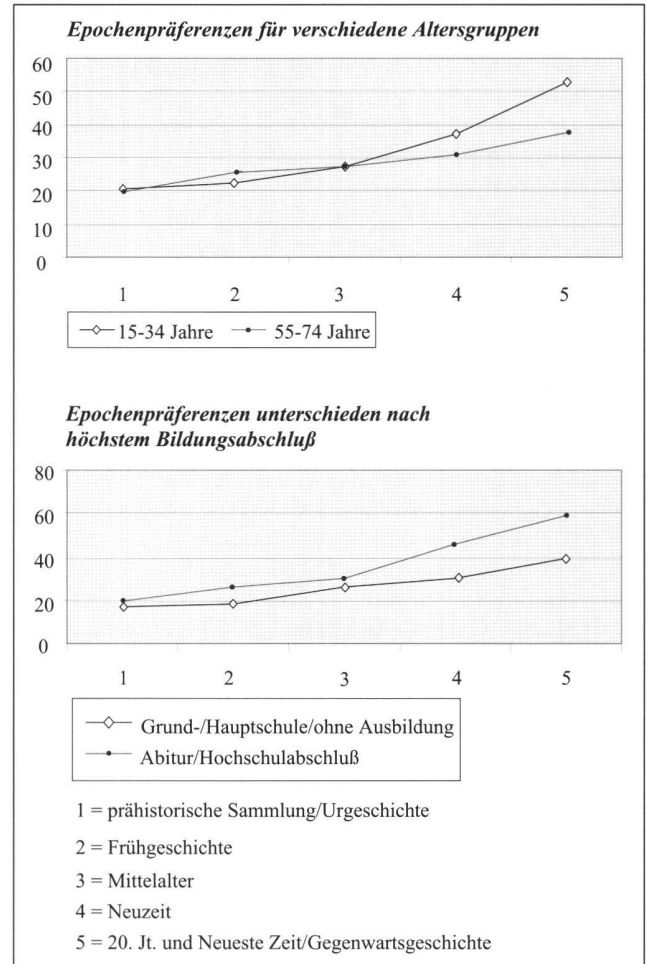 Epochenpräferenzen für verschiedene Altersgruppen
60
50
40
30
20
10
0
1 2 3 4 5
15-34 Jahre 55-74 Jahre
Epochenpräferenzen unterschieden nach
höchstem Bildungsabschluß
80
60
40
20
0
1 2 3 4 5
Grund-/Hauptschule/ohne Ausbildung
Abitur/Hochschulabschluß
1 = prähistorische Sammlung/Urgeschichte
2 = Frühgeschichte
3 = Mittelalter
4 = Neuzeit
5 = 20. Jt. und Neueste Zeit/Gegenwartsgeschichte